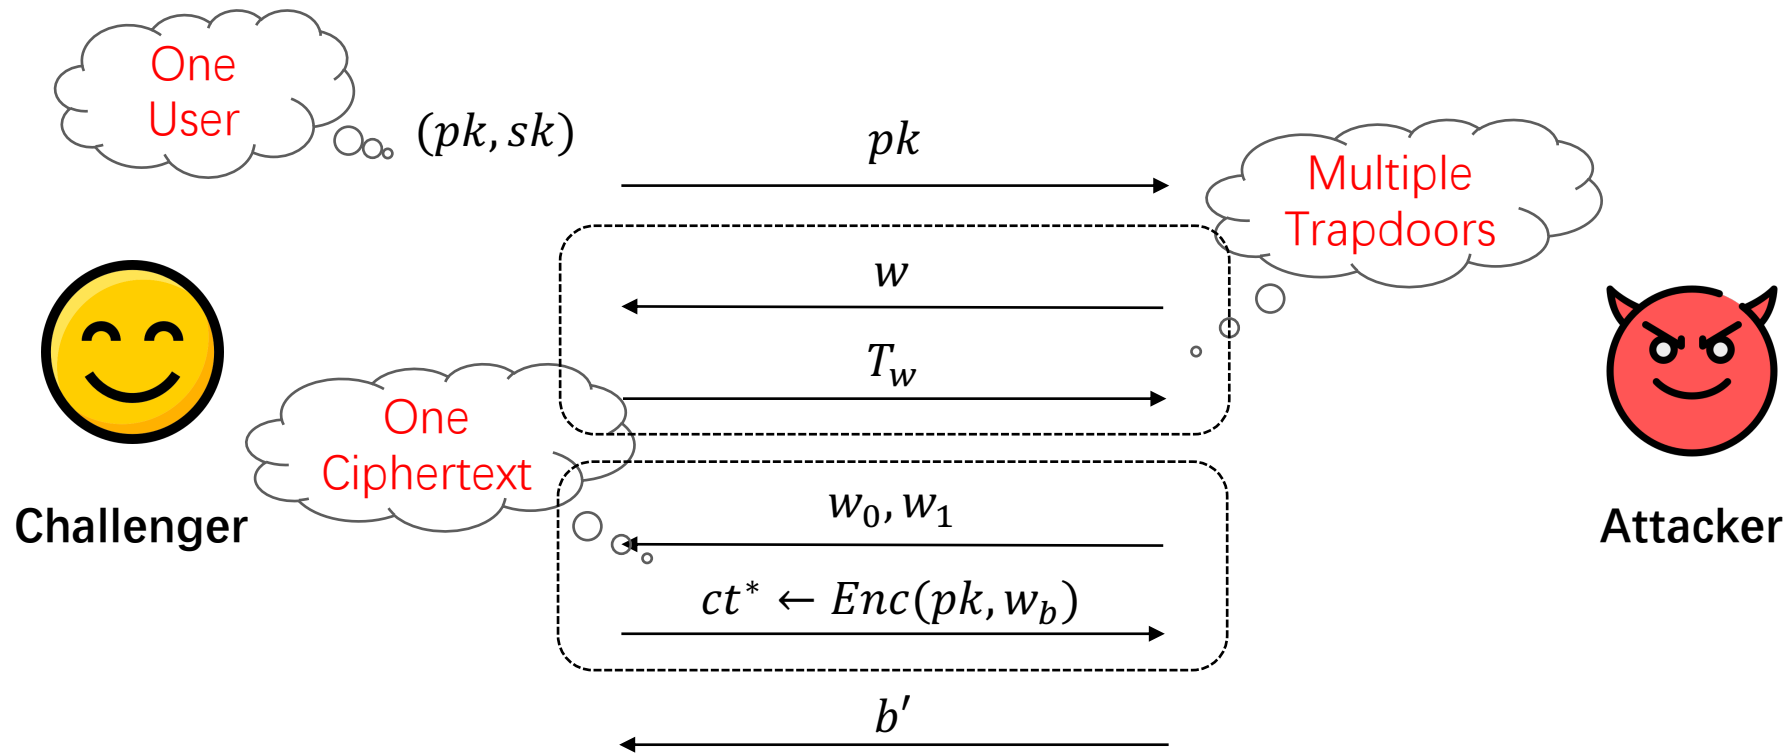 One
User
(pk, sk)
pk
Multiple
Trapdoors
w
T_w
One
Ciphertext
w_0, w_1
Challenger
Attacker
ct* ← Enc(pk, w_b)
b′